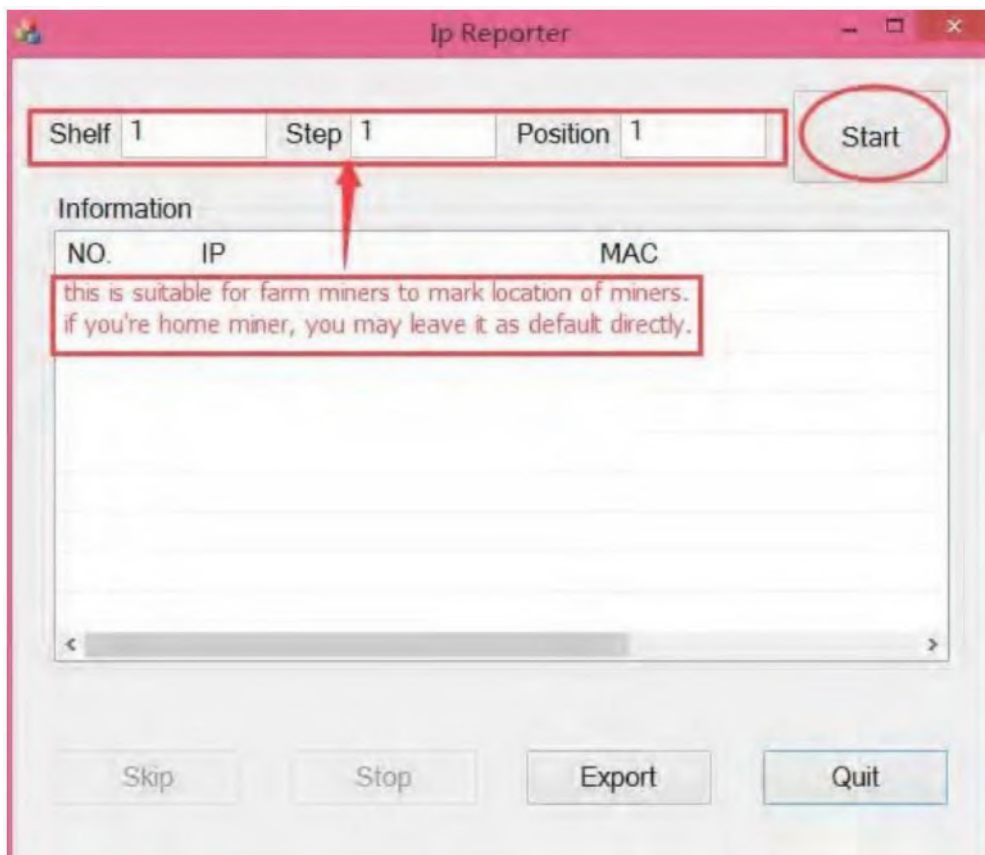 Ip Reporter
Shelf 1 Step 1 Position 1 Start
Information
NO. IP MAC
this is suitable for farm miners to mark location of miners.
if you're home miner, you may leave it as default directly.
Skip Stop Export Quit